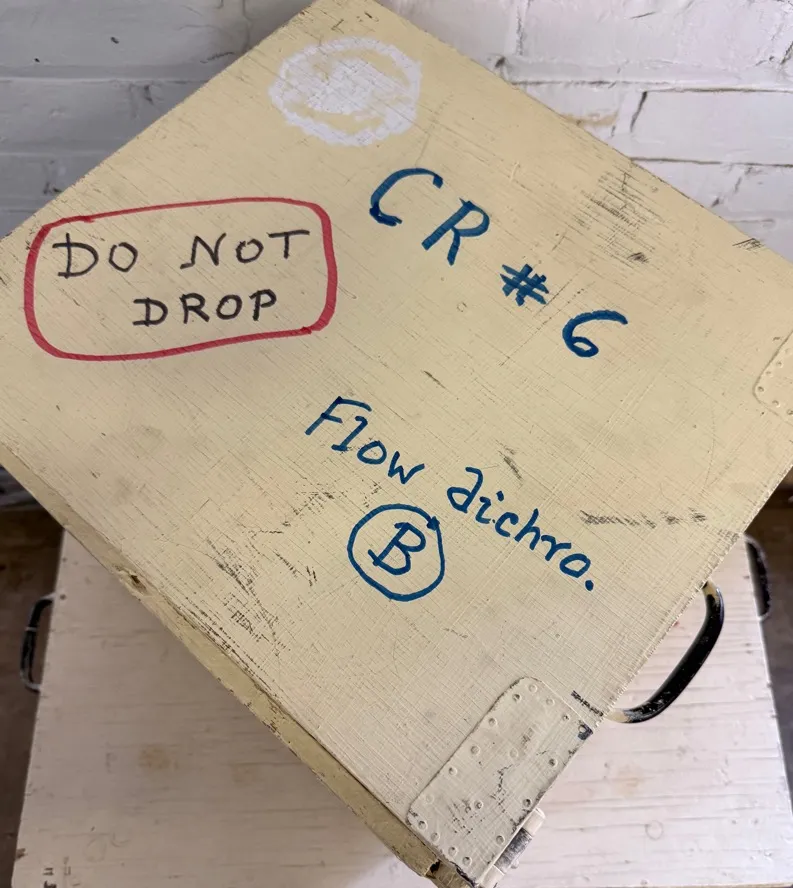 DO NOT
DROP
CR #6
Flow dichro.
B